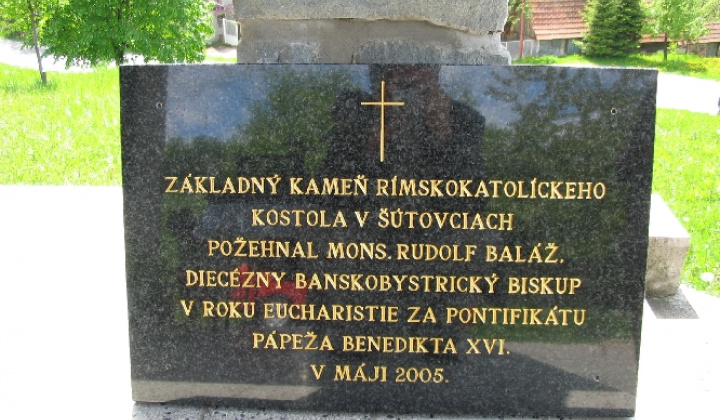 ZÁKLADNÝ KAMEŇ RÍMSKOKATOLÍCKEHO
KOSTOLA V ŠÚTOVCIACH
POŽEHNAL MONS. RUDOLF BALÁŽ,
DIECÉZNY BANSKOBYSTRICKÝ BISKUP
V ROKU EUCHARISTIE ZA PONTIFIKÁTU
PÁPEŽA BENEDIKTA XVI.
V MÁJI 2005.